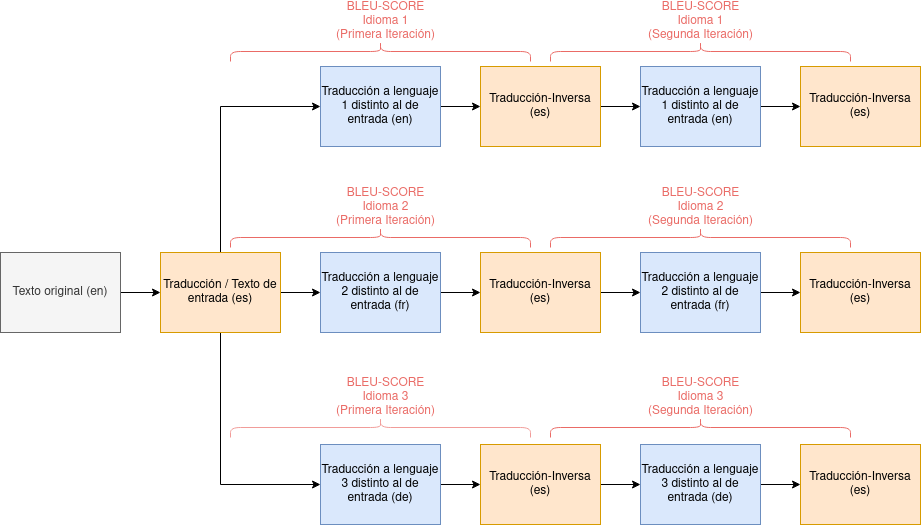 BLEU-SCORE
Idioma 1
(Primera Iteración)
BLEU-SCORE
Idioma 1
(Segunda Iteración)
Traducción a lenguaje
1 distinto al de
entrada (en)
Traducción-Inversa
(es)
Traducción a lenguaje
1 distinto al de
entrada (en)
Traducción-Inversa
(es)
BLEU-SCORE
Idioma 2
(Primera Iteración)
BLEU-SCORE
Idioma 2
(Segunda Iteración)
Texto original (en)
Traducción / Texto de
entrada (es)
Traducción a lenguaje
2 distinto al de
entrada (fr)
Traducción-Inversa
(es)
Traducción a lenguaje
2 distinto al de
entrada (fr)
Traducción-Inversa
(es)
BLEU-SCORE
Idioma 3
(Primera Iteración)
BLEU-SCORE
Idioma 3
(Segunda Iteración)
Traducción a lenguaje
3 distinto al de
entrada (de)
Traducción-Inversa
(es)
Traducción a lenguaje
3 distinto al de
entrada (de)
Traducción-Inversa
(es)